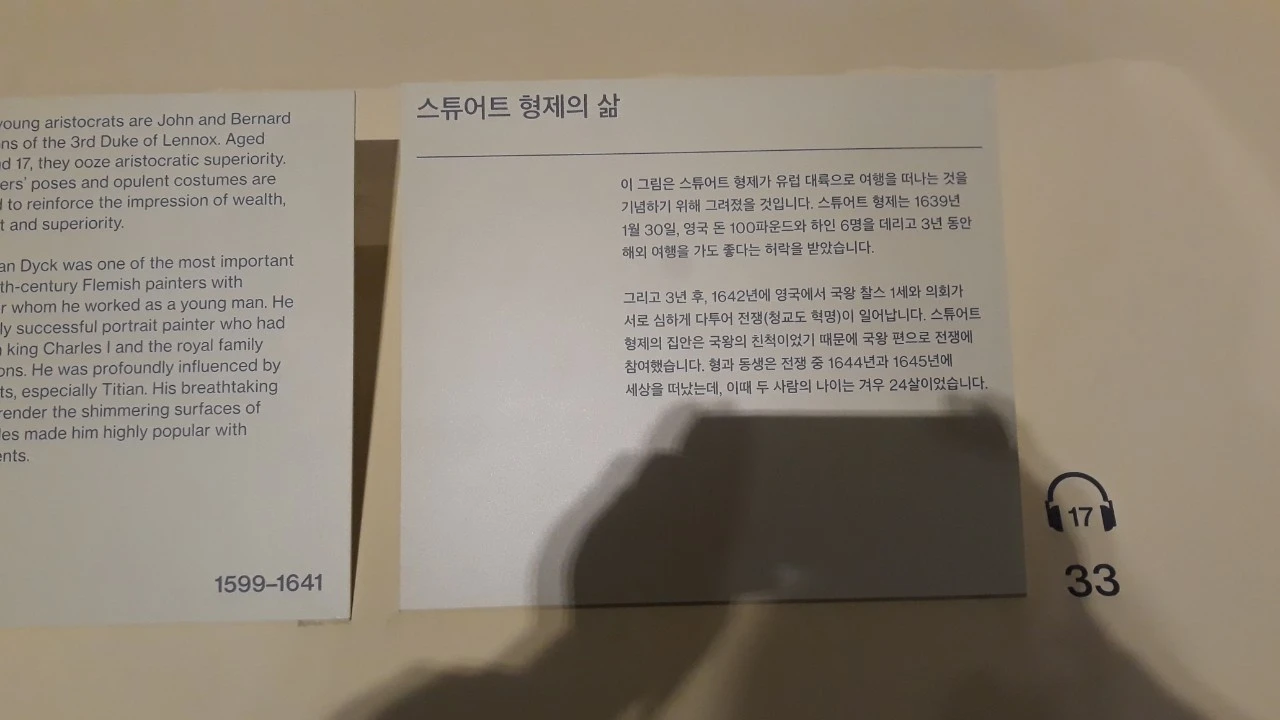 young aristocrats are John and Bernard
ns of the 3rd Duke of Lennox. Aged
d 17, they ooze aristocratic superiority.
ers' poses and opulent costumes are
to reinforce the impression of wealth,
t and superiority.
an Dyck was one of the most important
th-century Flemish painters with
r whom he worked as a young man. He
ly successful portrait painter who had
king Charles I and the royal family
ons. He was profoundly influenced by
ts, especially Titian. His breathtaking
render the shimmering surfaces of
les made him highly popular with
ents.
1599–1641
스튜어트 형제의 삶
이 그림은 스튜어트 형제가 유럽 대륙으로 여행을 떠나는 것을
기념하기 위해 그려졌을 것입니다. 스튜어트 형제는 1639년
1월 30일, 영국 돈 100파운드와 하인 6명을 데리고 3년 동안
해외 여행을 가도 좋다는 허락을 받았습니다.
그리고 3년 후, 1642년에 영국에서 국왕 찰스 1세와 의회가
서로 심하게 다투어 전쟁(청교도 혁명)이 일어납니다. 스튜어트
형제의 집안은 국왕의 친척이었기 때문에 국왕 편으로 전쟁에
참여했습니다. 형과 동생은 전쟁 중 1644년과 1645년에
세상을 떠났는데, 이때 두 사람의 나이는 겨우 24살이었습니다.
17
33